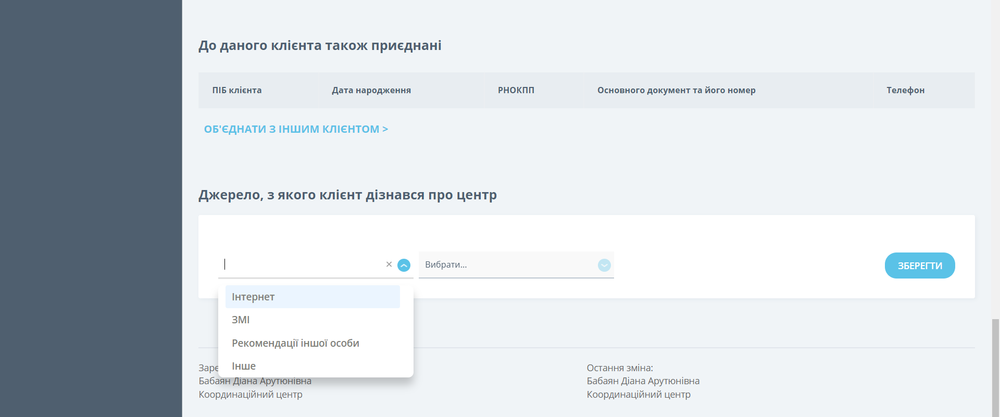 До даного клієнта також приєднані
ПІБ клієнта Дата народження РНОКПП Основного документ та його номер Телефон
ОБ'ЄДНАТИ З ІНШИМ КЛІЄНТОМ >
Джерело, з якого клієнт дізнався про центр
Вибрати... ЗБЕРЕГТИ
Інтернет
ЗМІ
Рекомендації іншої особи
Інше
Заре
Бабаян Діана Арутюнівна
Координаційний центр
Остання зміна:
Бабаян Діана Арутюнівна
Координаційний центр